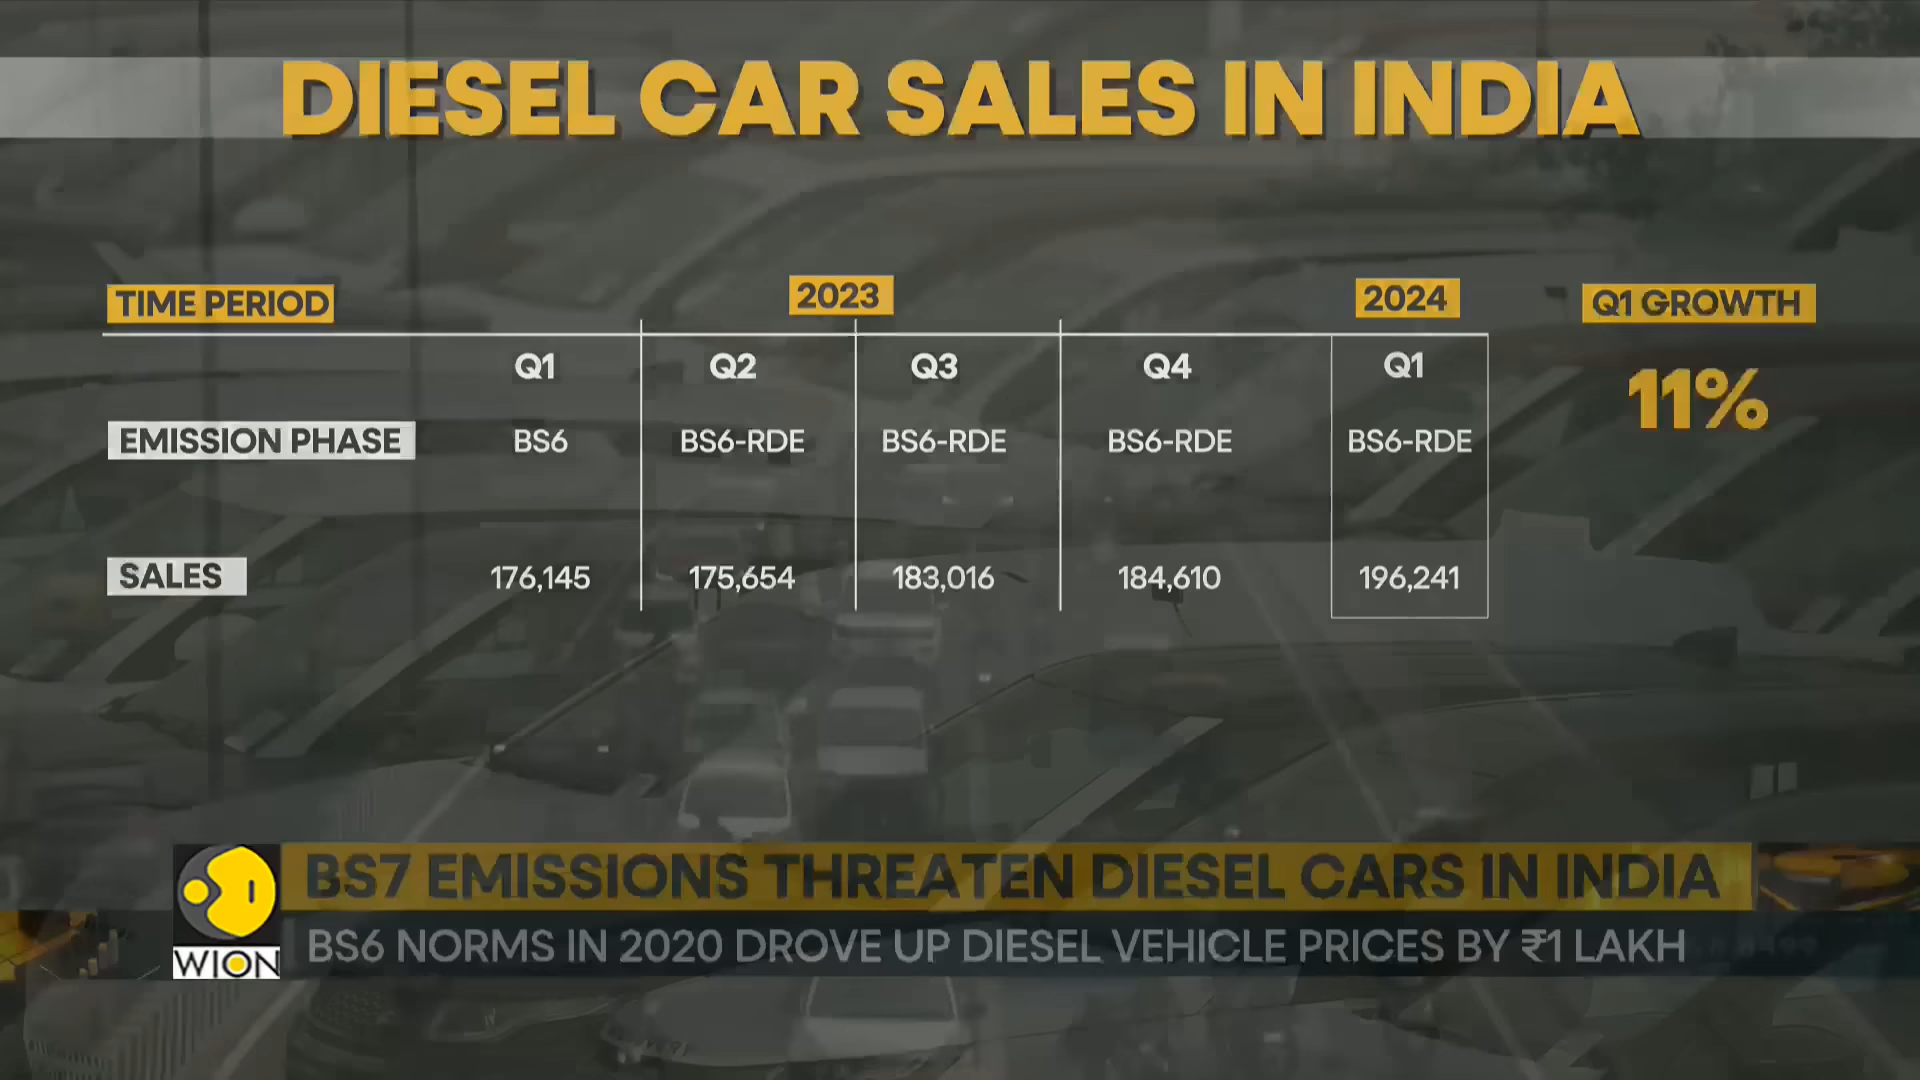 DIESEL CAR SALES IN INDIA
TIME PERIOD 2023 2024 Q1 GROWTH
Q1 Q2 Q3 Q4 Q1 11%
EMISSION PHASE BS6 BS6-RDE BS6-RDE BS6-RDE BS6-RDE
SALES 176,145 175,654 183,016 184,610 196,241
BS7 EMISSIONS THREATEN DIESEL CARS IN INDIA
WION BS6 NORMS IN 2020 DROVE UP DIESEL VEHICLE PRICES BY ₹1 LAKH